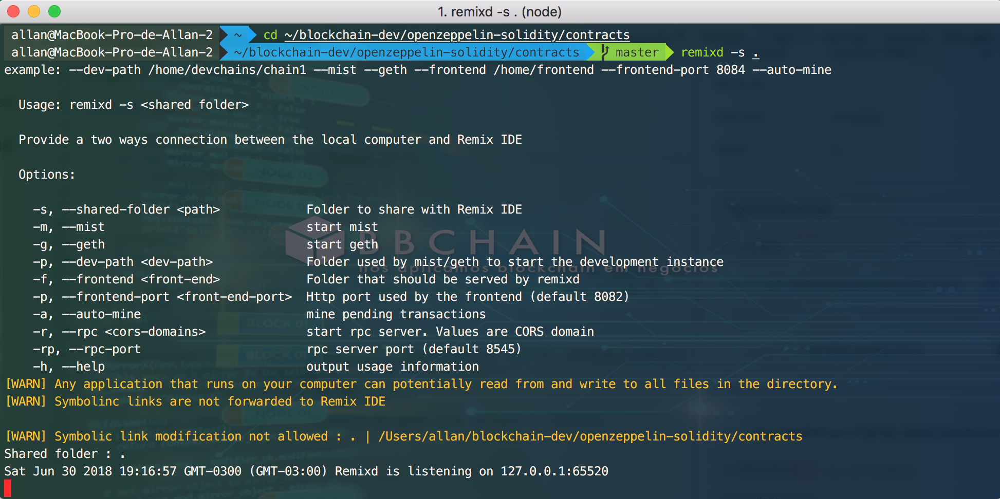 1. remixd -s . (node)
allan@MacBook-Pro-de-Allan-2 ~ cd ~/blockchain-dev/openzeppelin-solidity/contracts
allan@MacBook-Pro-de-Allan-2 ~/blockchain-dev/openzeppelin-solidity/contracts master remixd -s .
example: --dev-path /home/devchains/chain1 --mist --geth --frontend /home/frontend --frontend-port 8084 --auto-mine
Usage: remixd -s <shared folder>
Provide a two ways connection between the local computer and Remix IDE
Options:
-s, --shared-folder <path> Folder to share with Remix IDE
-m, --mist start mist
-g, --geth start geth
-p, --dev-path <dev-path> Folder used by mist/geth to start the development instance
-f, --frontend <front-end> Folder that should be served by remixd
-p, --frontend-port <front-end-port> Http port used by the frontend (default 8082)
-a, --auto-mine mine pending transactions
-r, --rpc <cors-domains> start rpc server. Values are CORS domain
-rp, --rpc-port rpc server port (default 8545)
-h, --help output usage information
[WARN] Any application that runs on your computer can potentially read from and write to all files in the directory.
[WARN] Symbolinc links are not forwarded to Remix IDE
[WARN] Symbolic link modification not allowed : . | /Users/allan/blockchain-dev/openzeppelin-solidity/contracts
Shared folder : .
Sat Jun 30 2018 19:16:57 GMT-0300 (GMT-03:00) Remixd is listening on 127.0.0.1:65520
BBCHAIN
nós aplicamos blockchain em negócios
NODE 03
BLOCK 01
BLOCK 01